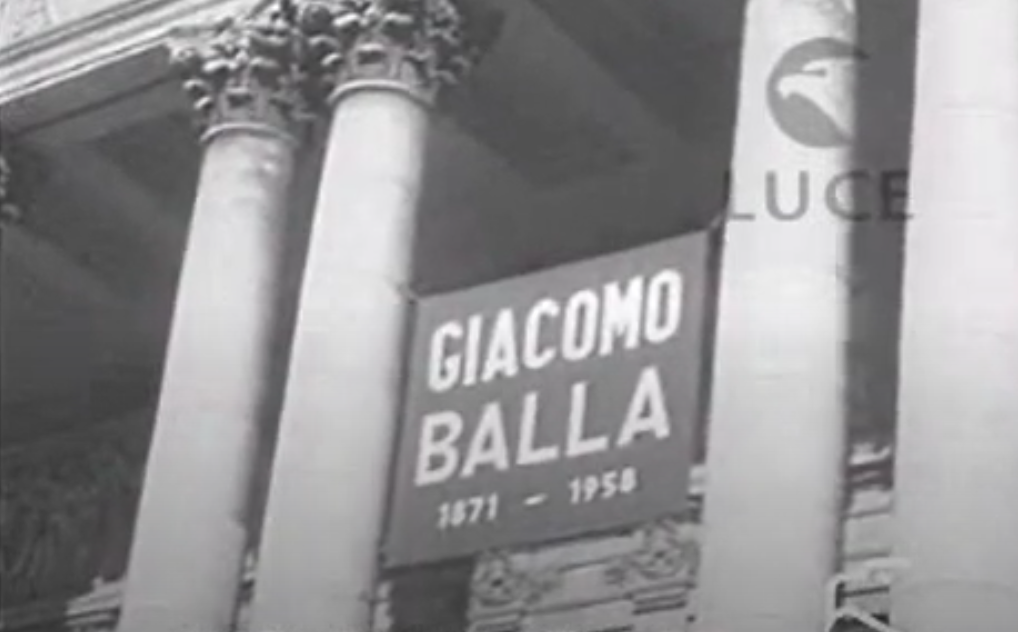 LUCE
GIACOMO
BALLA
1871 - 1958